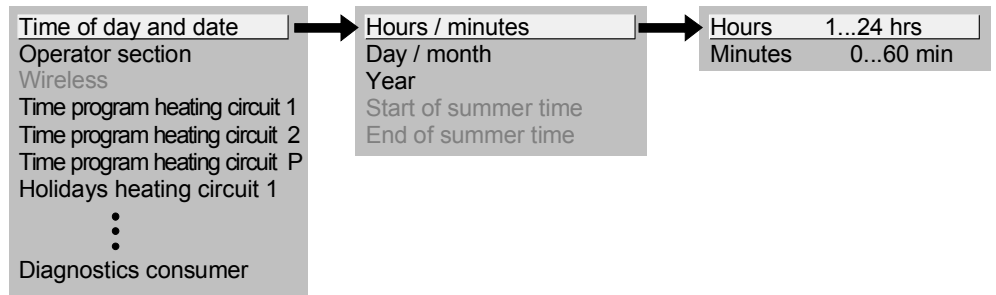 Time of day and date
Operator section
Wireless
Time program heating circuit 1
Time program heating circuit 2
Time program heating circuit P
Holidays heating circuit 1
Diagnostics consumer
Hours / minutes
Day / month
Year
Start of summer time
End of summer time
Hours 1...24 hrs
Minutes 0...60 min